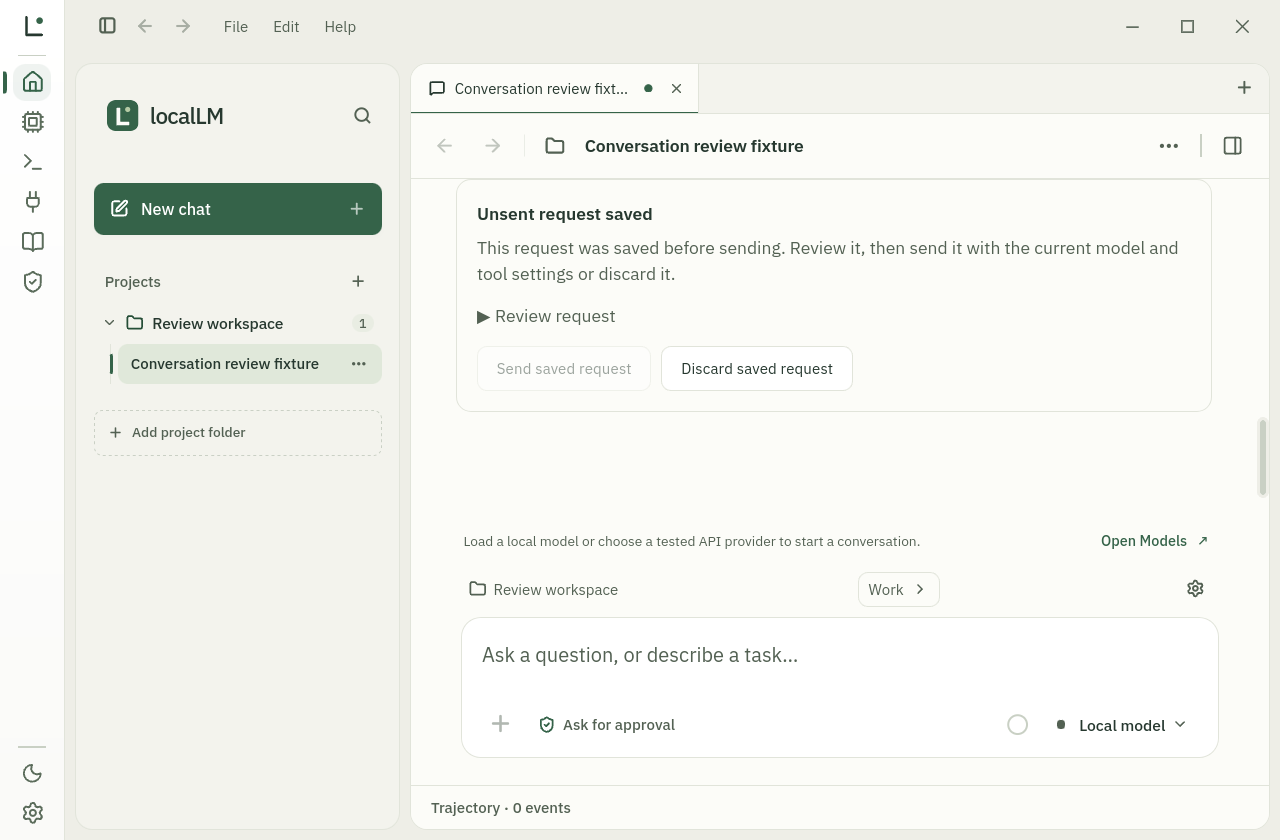 File Edit Help
localLM
New chat
Projects
Review workspace 1
Conversation review fixture
Add project folder
Conversation review fixt...
Conversation review fixture
Unsent request saved
This request was saved before sending. Review it, then send it with the current model and
tool settings or discard it.
Review request
Send saved request Discard saved request
Load a local model or choose a tested API provider to start a conversation.
Open Models ↗
Review workspace
Work
Ask a question, or describe a task...
Ask for approval
Local model
Trajectory · 0 events